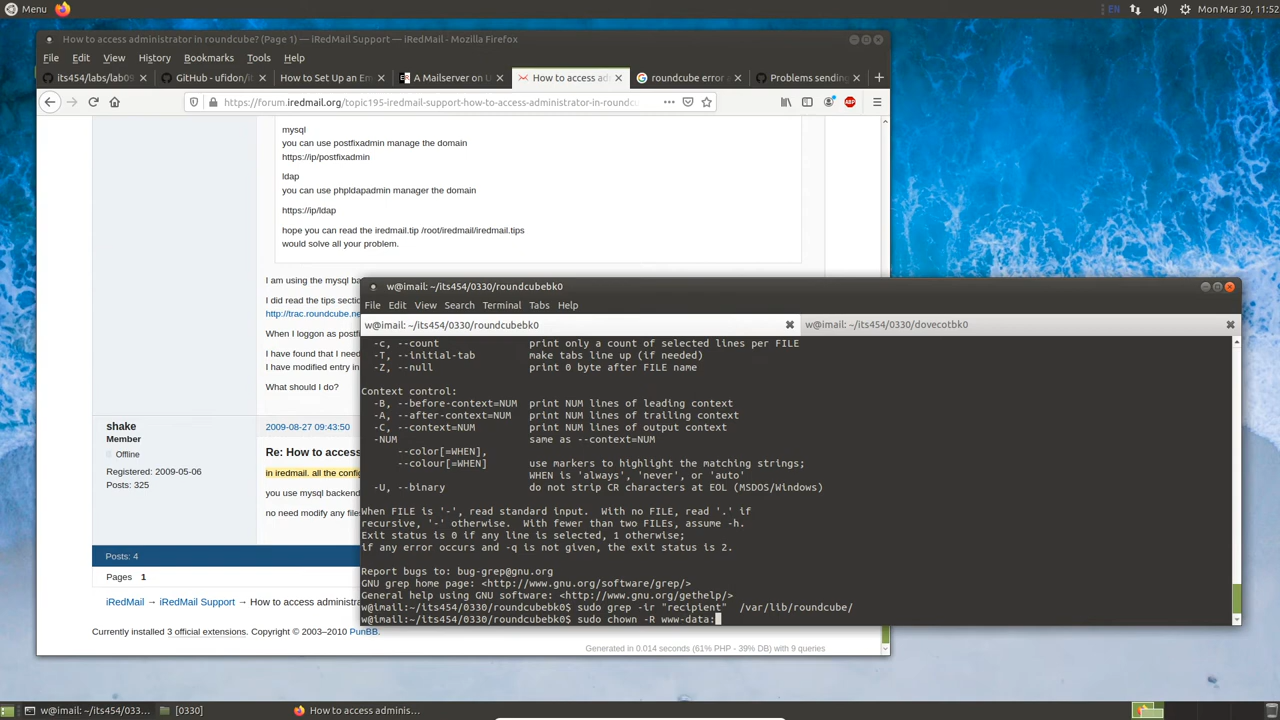 Menu
EN
Mon Mar 30, 11:52
How to access administrator in roundcube? (Page 1) — iRedMail Support — iRedMail - Mozilla Firefox
File Edit View History Bookmarks Tools Help
its454/labs/lab09
GitHub - ufidon/it
How to Set Up an Em
A Mailserver on U
How to access ad
roundcube error
Problems sending
https://forum.iredmail.org/topic195-iredmail-support-how-to-access-administrator-in-roundc
ABP
mysql
you can use postfixadmin manage the domain
https://ip/postfixadmin
ldap
you can use phpldapadmin manager the domain
https://ip/ldap
hope you can read the iredmail.tip /root/iredmail/iredmail.tips
would solve all your problem.
I am using the mysql ba
I did read the tips sectio
http://trac.roundcube.ne
When I loggon as postfi
I have found that I need
I have modified entry in
What should I do?
shake
Member
Offline
Registered: 2009-05-06
Posts: 325
2009-08-27 09:43:50
Re: How to access
in iredmail. all the config
you use mysql backend
no need modify any file
Posts: 4
Pages 1
iRedMail → iRedMail Support → How to access admin
Currently installed 3 official extensions. Copyright © 2003–2010 PunBB.
Generated in 0.014 seconds (61% PHP - 39% DB) with 9 queries
w@imail: ~/its454/0330/roundcubebk0
File Edit View Search Terminal Tabs Help
w@imail: ~/its454/0330/roundcubebk0
w@imail: ~/its454/0330/dovecotbk0
-c, --count print only a count of selected lines per FILE
-T, --initial-tab make tabs line up (if needed)
-Z, --null print 0 byte after FILE name
Context control:
-B, --before-context=NUM print NUM lines of leading context
-A, --after-context=NUM print NUM lines of trailing context
-C, --context=NUM print NUM lines of output context
-NUM same as --context=NUM
--color[=WHEN],
--colour[=WHEN] use markers to highlight the matching strings;
WHEN is 'always', 'never', or 'auto'
-U, --binary do not strip CR characters at EOL (MSDOS/Windows)
When FILE is '-', read standard input. With no FILE, read '.' if
recursive, '-' otherwise. With fewer than two FILEs, assume -h.
Exit status is 0 if any line is selected, 1 otherwise;
if any error occurs and -q is not given, the exit status is 2.
Report bugs to: bug-grep@gnu.org
GNU grep home page: <http://www.gnu.org/software/grep/>
General help using GNU software: <http://www.gnu.org/gethelp/>
w@imail:~/its454/0330/roundcubebk0$ sudo grep -ir "recipient" /var/lib/roundcube/
w@imail:~/its454/0330/roundcubebk0$ sudo chown -R www-data:
w@imail: ~/its454/033...
[0330]
How to access adminis...